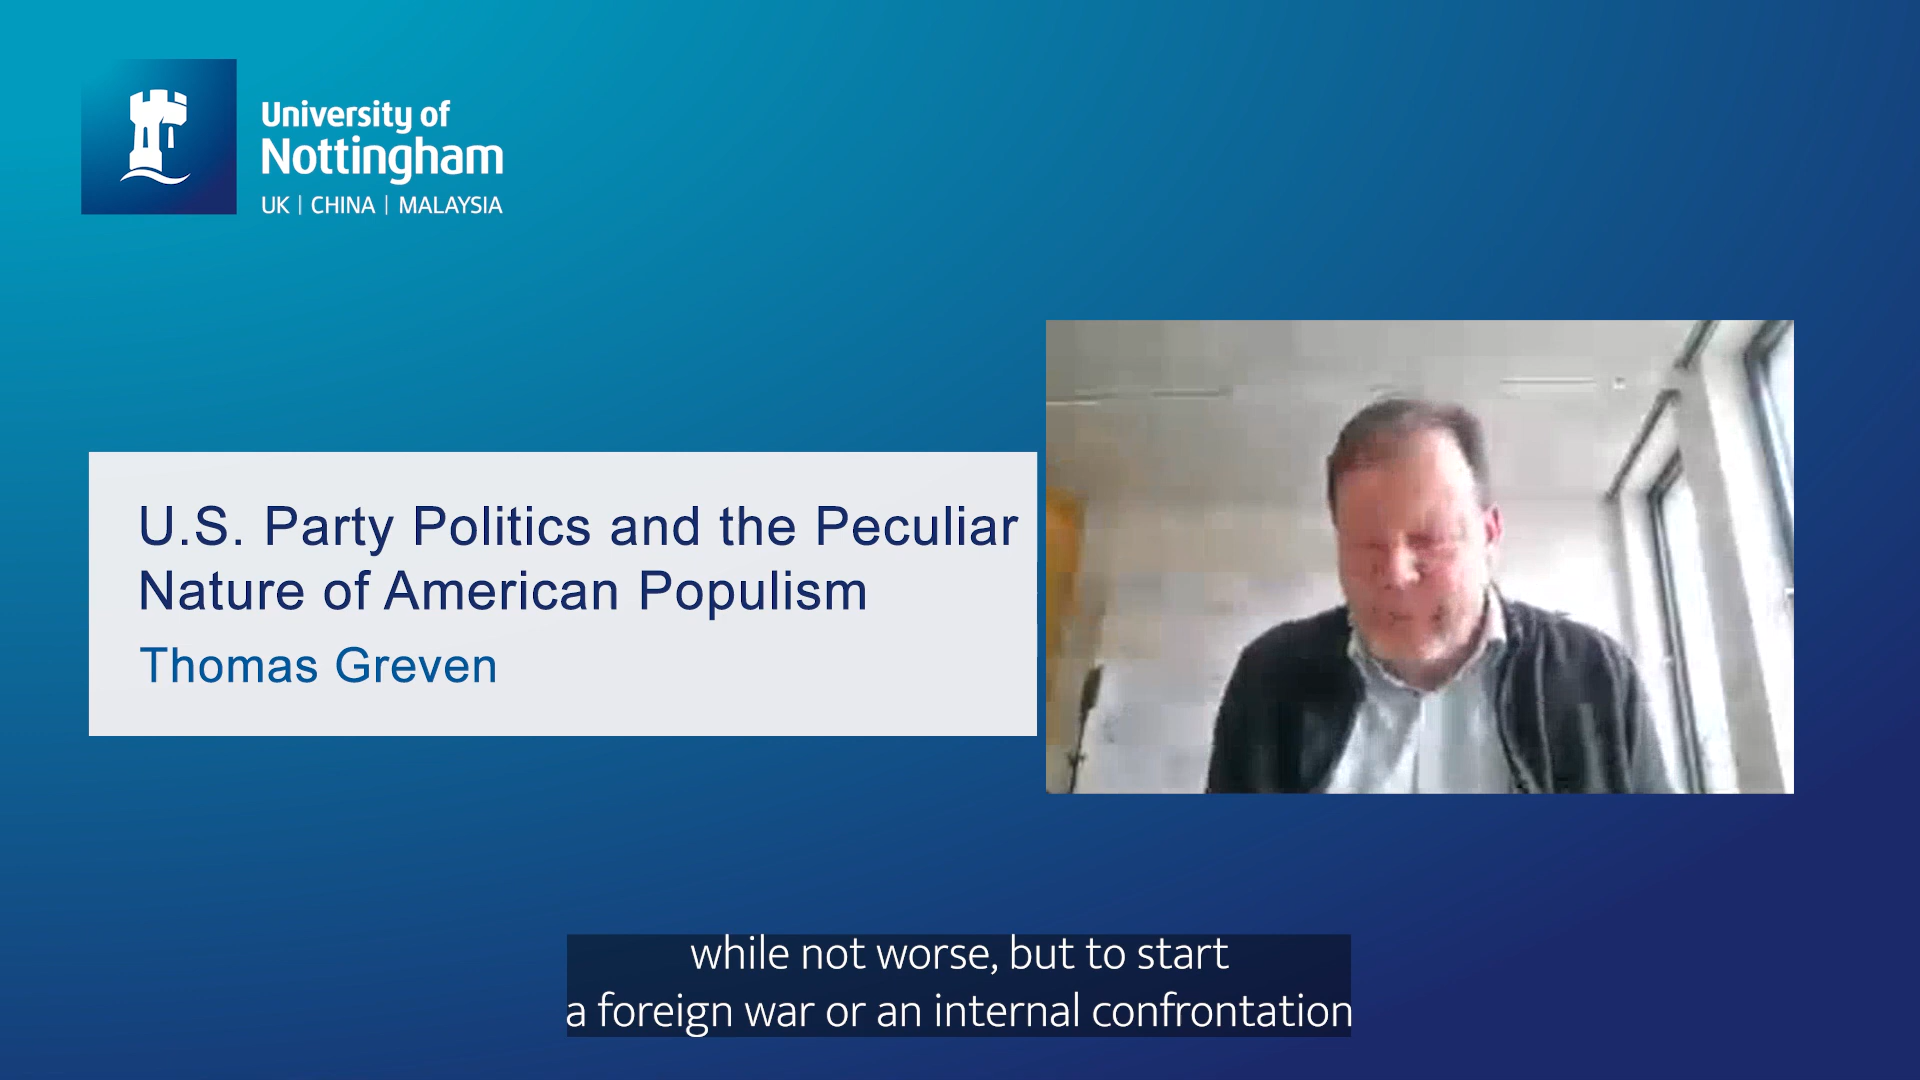 University of
Nottingham
UK | CHINA | MALAYSIA
U.S. Party Politics and the Peculiar
Nature of American Populism
Thomas Greven
while not worse, but to start
a foreign war or an internal confrontation